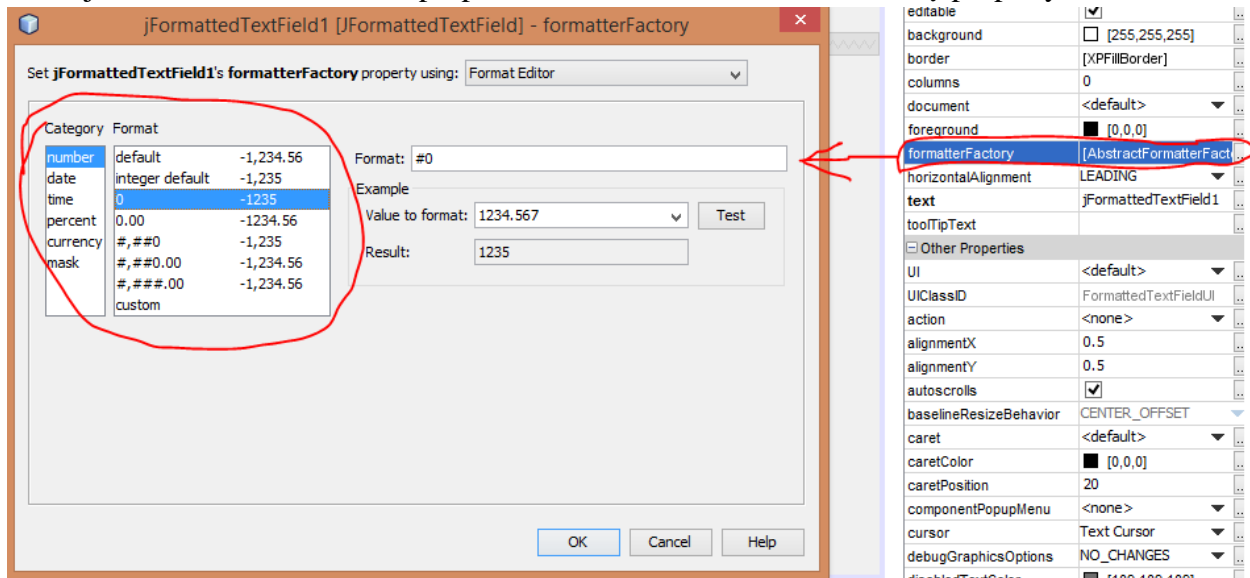 jFormattedTextField1 [JFormattedTextField] - formatterFactory
Set jFormattedTextField1's formatterFactory property using: Format Editor
Category Format
number default -1,234.56
date integer default -1,235
time 0 -1235
percent 0.00 -1234.56
currency #,##0 -1,235
mask #,##0.00 -1,234.56
#,###.00 -1,234.56
custom
Format: #0
Example
Value to format: 1234.567 Test
Result: 1235
OK Cancel Help
editable
background [255,255,255]
border [XPFillBorder]
columns 0
document <default>
foreground [0,0,0]
formatterFactory
horizontalAlignment LEADING
text jFormattedTextField1
toolTipText
Other Properties
UI <default>
UIClassID FormattedTextFieldUI
action <none>
alignmentX 0.5
alignmentY 0.5
autoscrolls
baselineResizeBehavior CENTER_OFFSET
caret <default>
caretColor [0,0,0]
caretPosition 20
componentPopupMenu <none>
cursor Text Cursor
debugGraphicsOptions NO_CHANGES